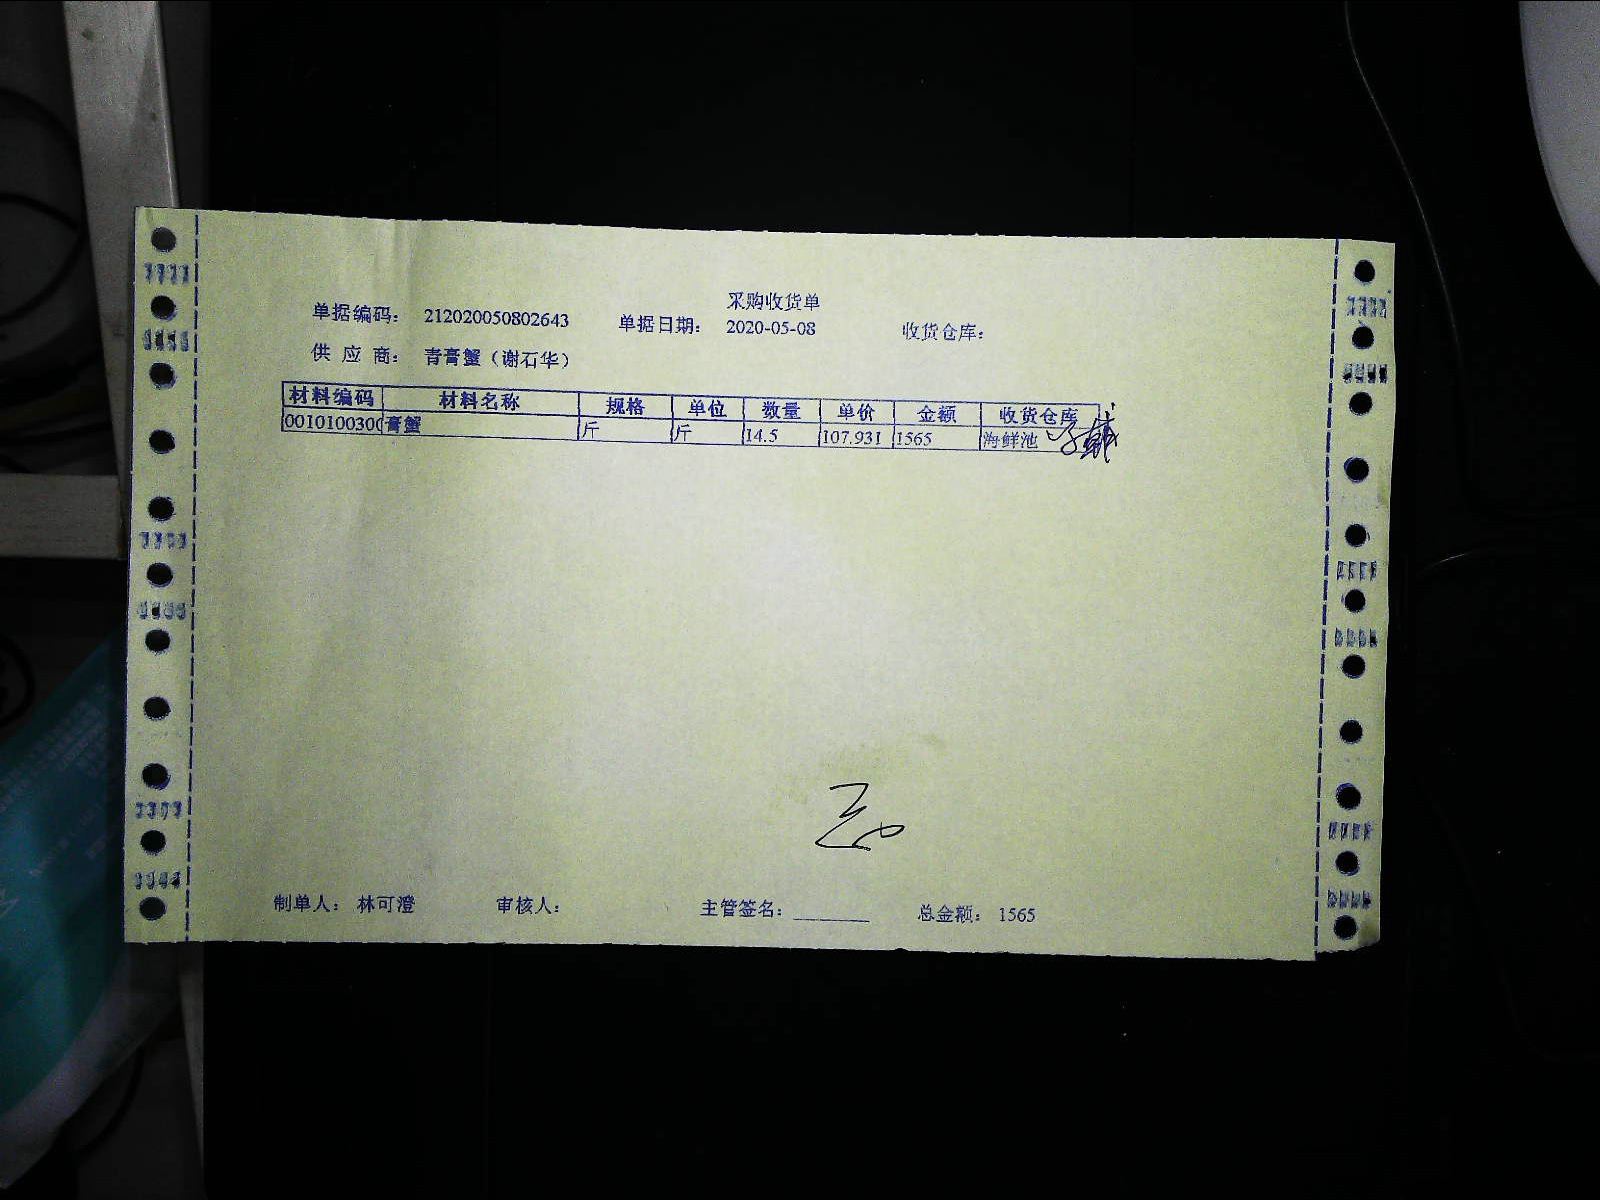 采购收货单
单据编码： 212020050802643 单据日期： 2020-05-08 收货仓库：
供 应 商： 青膏蟹（谢石华）
材料编码 材料名称 规格 单位 数量 单价 金额 收货仓库
0010100300 膏蟹 斤 斤 14.5 107.931 1565 海鲜池
制单人： 林可澄 审核人： 主管签名：________ 总金额： 1565